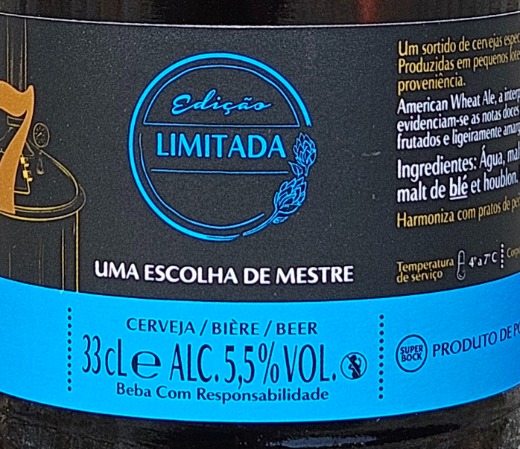 7
Edição
LIMITADA
UMA ESCOLHA DE MESTRE
CERVEJA / BIÈRE / BEER
33 cL e ALC. 5,5% VOL.
Beba Com Responsabilidade
Um sortido de cervejas
Produzidas em pequenos
proveniência.
American Wheat Ale, a
evidenciam-se as notas doces
frutados e ligeiramente
Ingredientes: Água,
malt de blé et houblon.
Harmoniza com pratos de
Temperatura
de serviço
4° a 7°C
SUPER
BOCK
PRODUTO DE